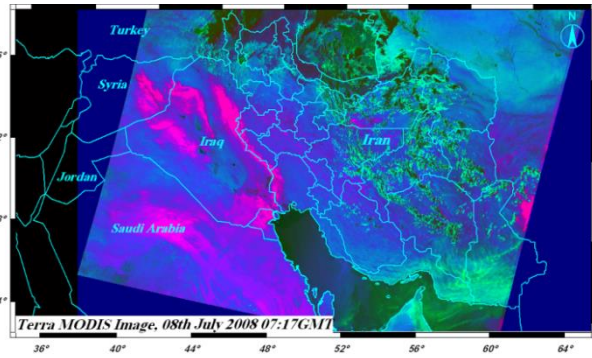 N
Turkey
Syria
Iraq
Iran
Jordan
Saudi Arabia
Terra MODIS Image, 08th July 2008 07:17GMT
36° 40° 44° 48° 52° 56° 60° 64°